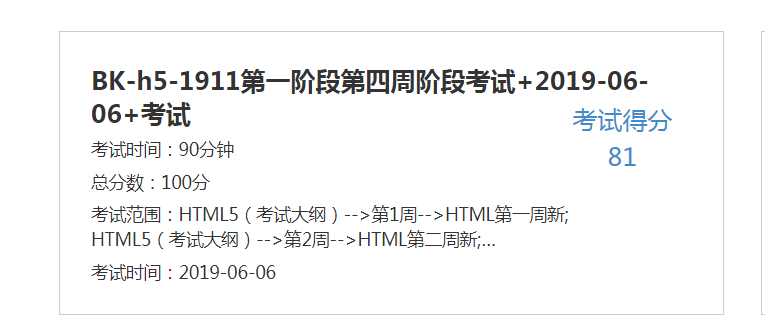 BK-h5-1911第一阶段第四周阶段考试+2019-06-
06+考试
考试得分
81
考试时间：90分钟
总分数：100分
考试范围：HTML5（考试大纲）-->第1周-->HTML第一周新;
HTML5（考试大纲）-->第2周-->HTML第二周新;...
考试时间：2019-06-06